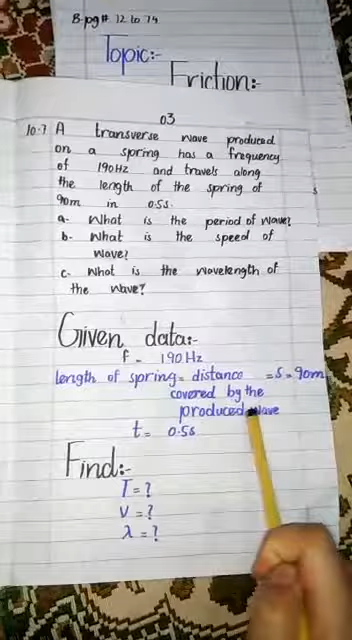 B-pg# 12 to 74
Topic:-
Friction:-
03
10.7 A transverse wave produced
on a spring has a frequency
of 190Hz and travels along
the length of the spring of
90m in 0.5s.
a- What is the period of wave?
b- What is the speed of
wave?
c- What is the wavelength of
the wave?
Given data:-
f = 190Hz
length of spring = distance = S = 90m
covered by the
produced wave
t = 0.5s
Find:-
T = ?
V = ?
λ = ?